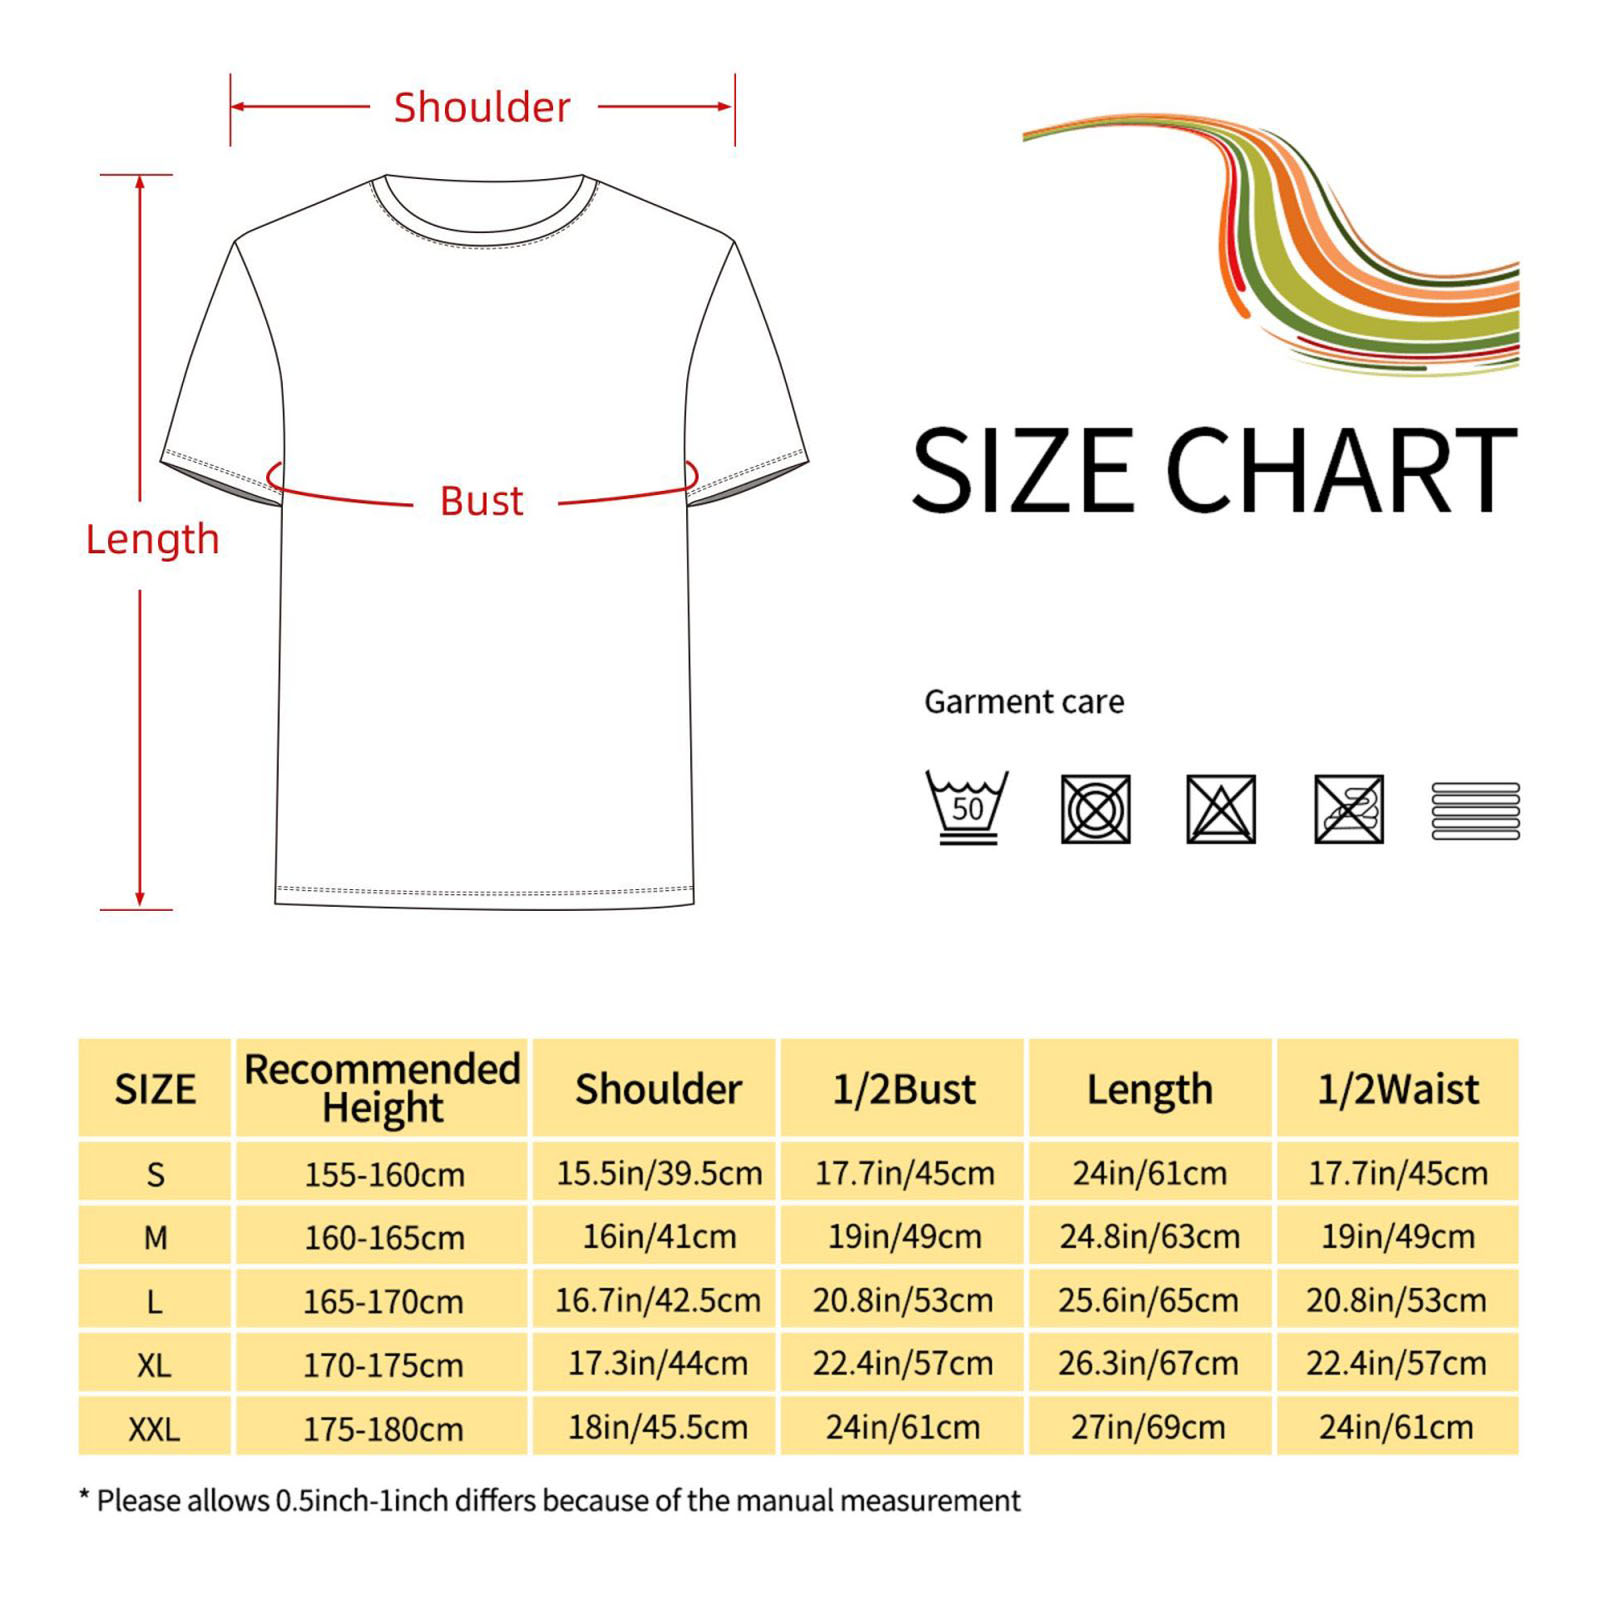 Shoulder
Bust
Length
SIZE CHART
Garment care
50
SIZE Recommended Height Shoulder 1/2Bust Length 1/2Waist
S 155-160cm 15.5in/39.5cm 17.7in/45cm 24in/61cm 17.7in/45cm
M 160-165cm 16in/41cm 19in/49cm 24.8in/63cm 19in/49cm
L 165-170cm 16.7in/42.5cm 20.8in/53cm 25.6in/65cm 20.8in/53cm
XL 170-175cm 17.3in/44cm 22.4in/57cm 26.3in/67cm 22.4in/57cm
XXL 175-180cm 18in/45.5cm 24in/61cm 27in/69cm 24in/61cm
* Please allows 0.5inch-1inch differs because of the manual measurement